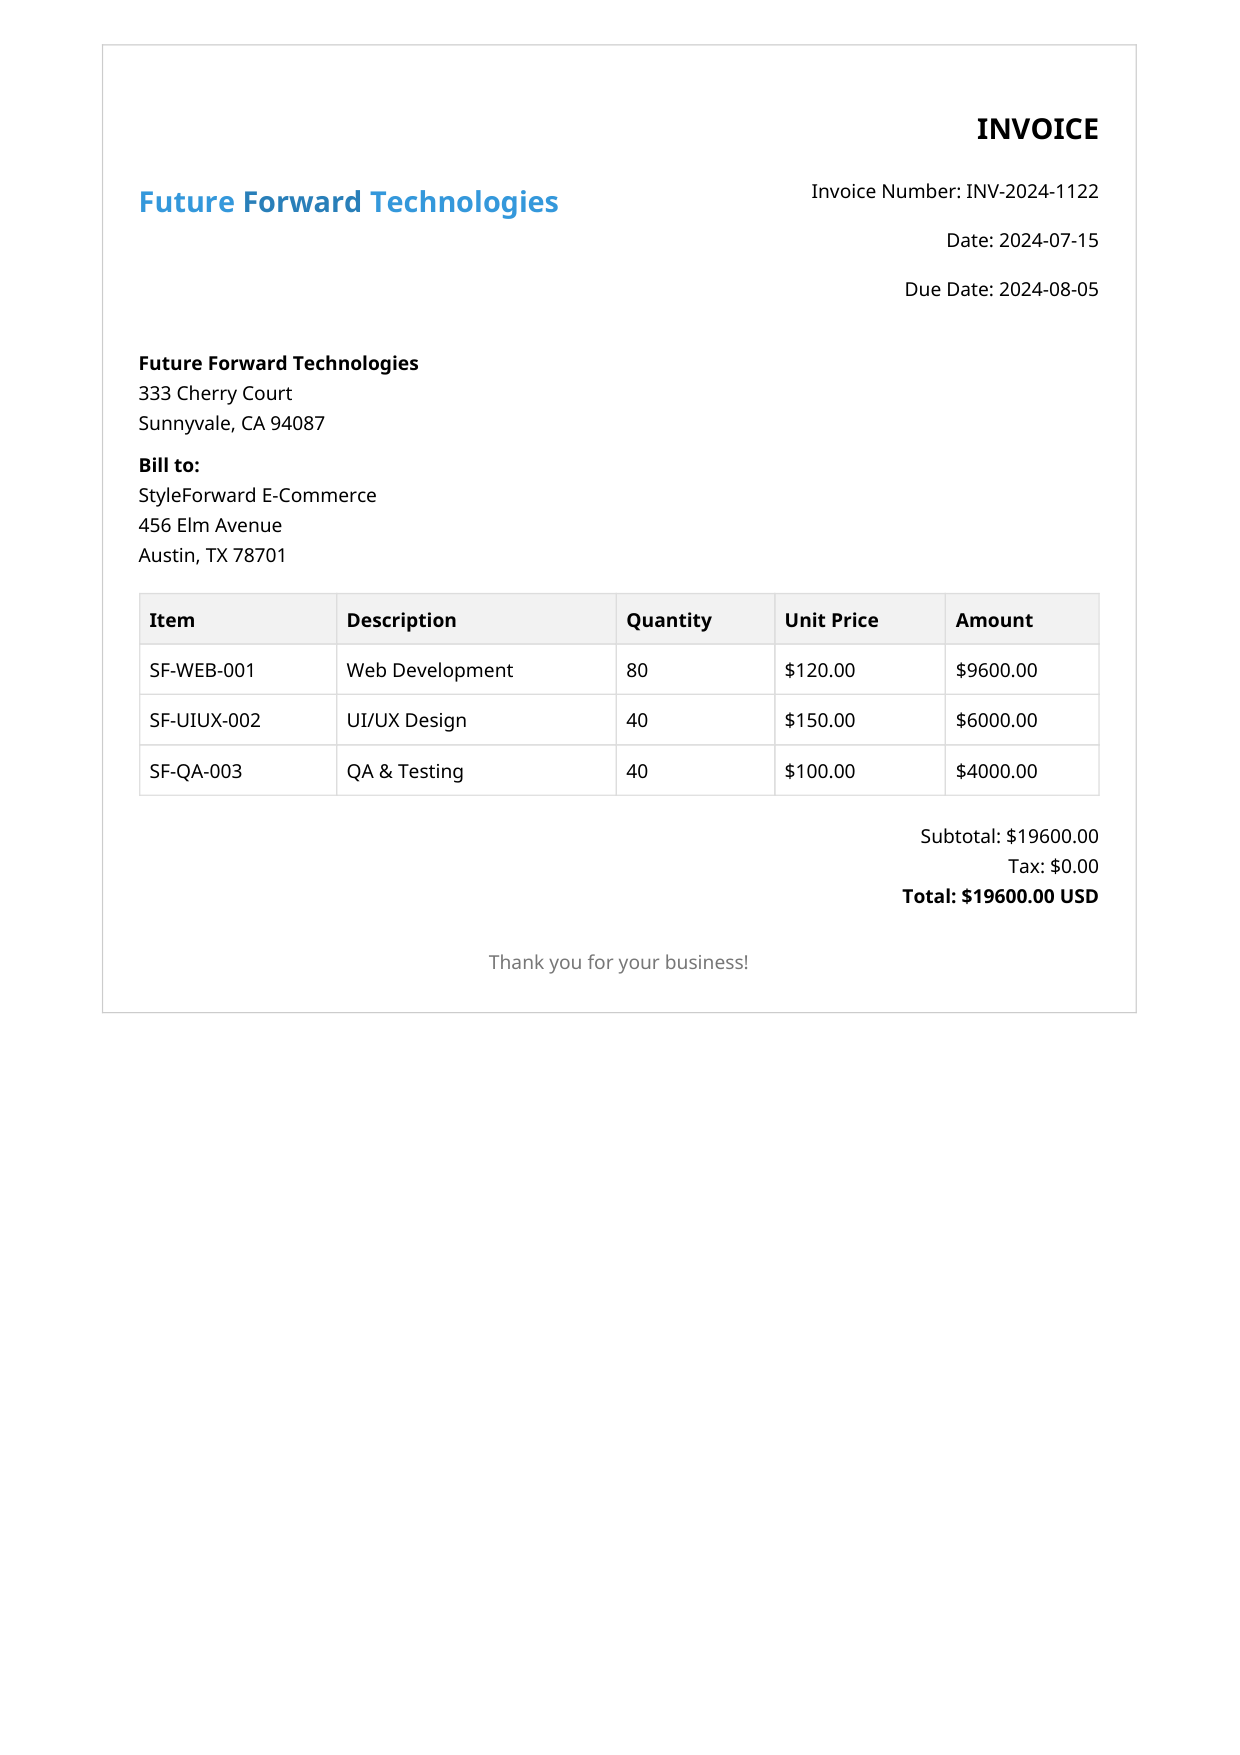 INVOICE
Future Forward Technologies
Invoice Number: INV-2024-1122
Date: 2024-07-15
Due Date: 2024-08-05
Future Forward Technologies
333 Cherry Court
Sunnyvale, CA 94087
Bill to:
StyleForward E-Commerce
456 Elm Avenue
Austin, TX 78701
Item Description Quantity Unit Price Amount
SF-WEB-001 Web Development 80 $120.00 $9600.00
SF-UIUX-002 UI/UX Design 40 $150.00 $6000.00
SF-QA-003 QA & Testing 40 $100.00 $4000.00
Subtotal: $19600.00
Tax: $0.00
Total: $19600.00 USD
Thank you for your business!